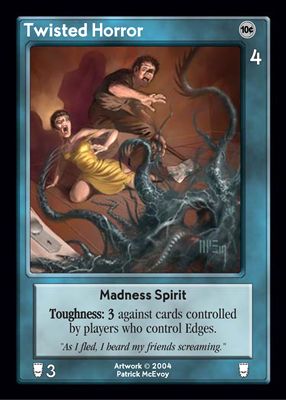 Twisted Horror
10¢
4
Madness Spirit
Toughness: 3 against cards controlled
by players who control Edges.
"As I fled, I heard my friends screaming."
Artwork © 2004
Patrick McEvoy
3